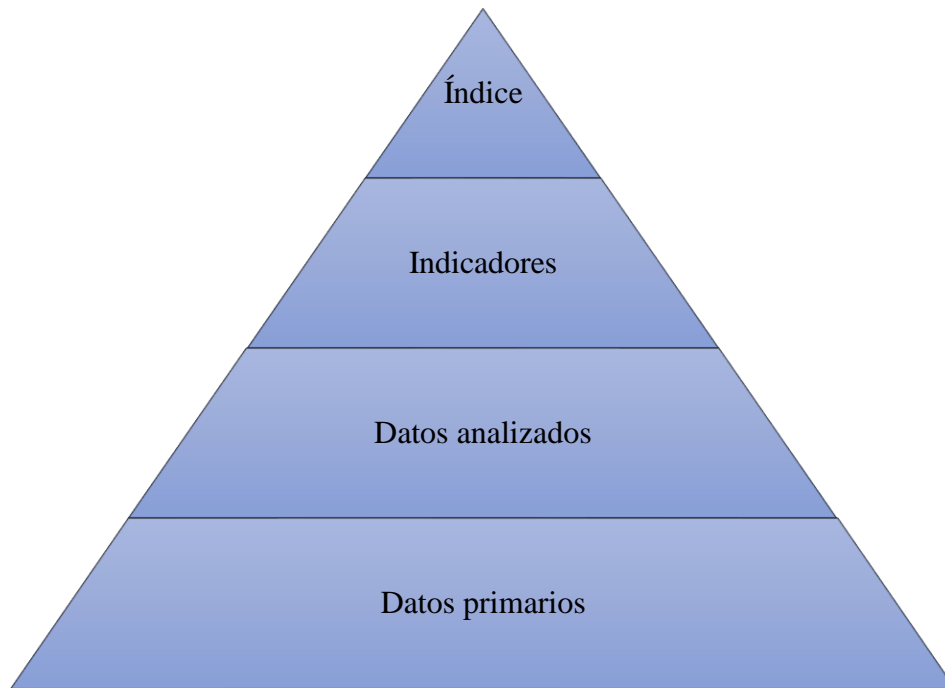 Índice
Indicadores
Datos analizados
Datos primarios